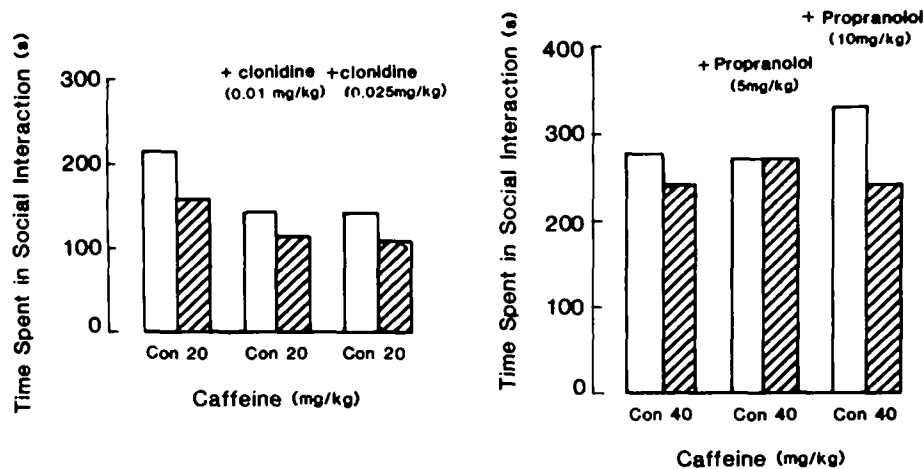 Time Spent in Social Interaction (s)
300
200
100
0
+ clonidine
(0.01 mg/kg)
+clonidine
(0.025mg/kg)
Con 20
Con 20
Con 20
Caffeine (mg/kg)
Time Spent in Social Interaction (s)
400
300
200
100
0
+ Propranolol
(5mg/kg)
+ Propranolol
(10mg/kg)
Con 40
Con 40
Con 40
Caffeine (mg/kg)